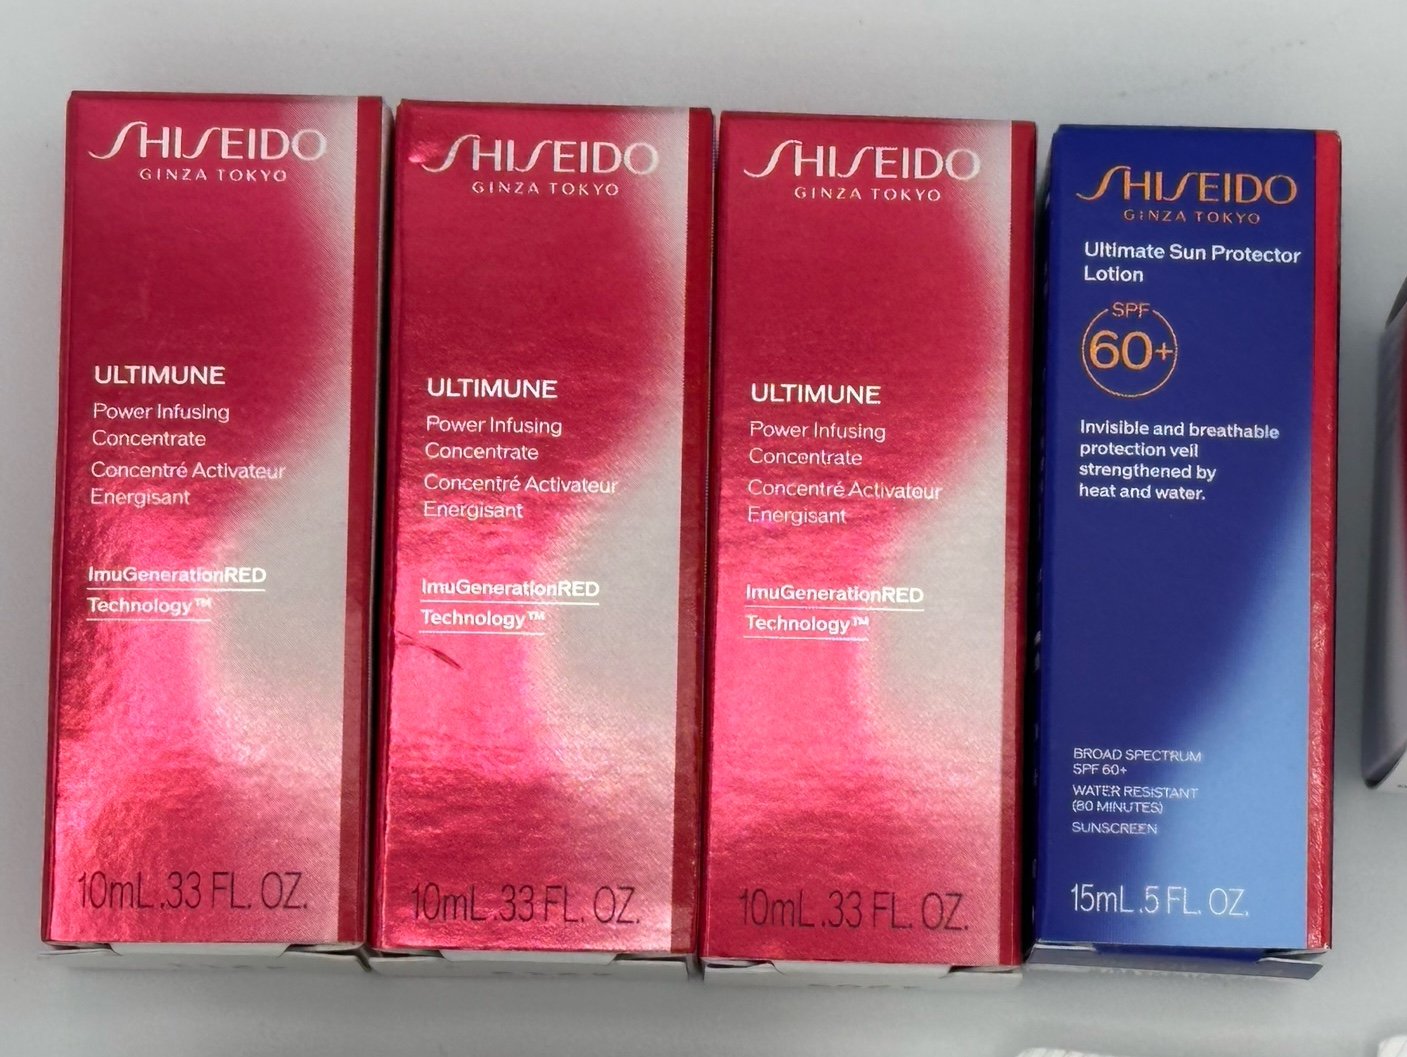 SHISEIDO
GINZA TOKYO
ULTIMUNE
Power Infusing
Concentrate
Concentré Activateur
Energisant
ImuGenerationRED
Technology™
10mL .33 FL. OZ.
SHISEIDO
GINZA TOKYO
ULTIMUNE
Power Infusing
Concentrate
Concentré Activateur
Energisant
ImuGenerationRED
Technology™
10mL .33 FL. OZ.
SHISEIDO
GINZA TOKYO
ULTIMUNE
Power Infusing
Concentrate
Concentré Activateur
Energisant
ImuGenerationRED
Technology™
10mL .33 FL. OZ.
SHISEIDO
GINZA TOKYO
Ultimate Sun Protector
Lotion
SPF
60+
Invisible and breathable
protection veil
strengthened by
heat and water.
BROAD SPECTRUM
SPF 60+
WATER RESISTANT
(80 MINUTES)
SUNSCREEN
15mL .5 FL. OZ.